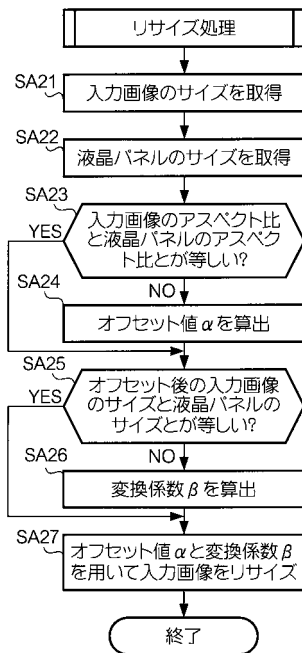 リサイズ処理
SA21
入力画像のサイズを取得
SA22
液晶パネルのサイズを取得
SA23
入力画像のアスペクト比
と液晶パネルのアスペク
ト比とが等しい?
YES
NO
SA24
オフセット値αを算出
SA25
オフセット後の入力画像
のサイズと液晶パネルの
サイズとが等しい?
YES
NO
SA26
変換係数βを算出
SA27
オフセット値αと変換係数β
を用いて入力画像をリサイズ
終了